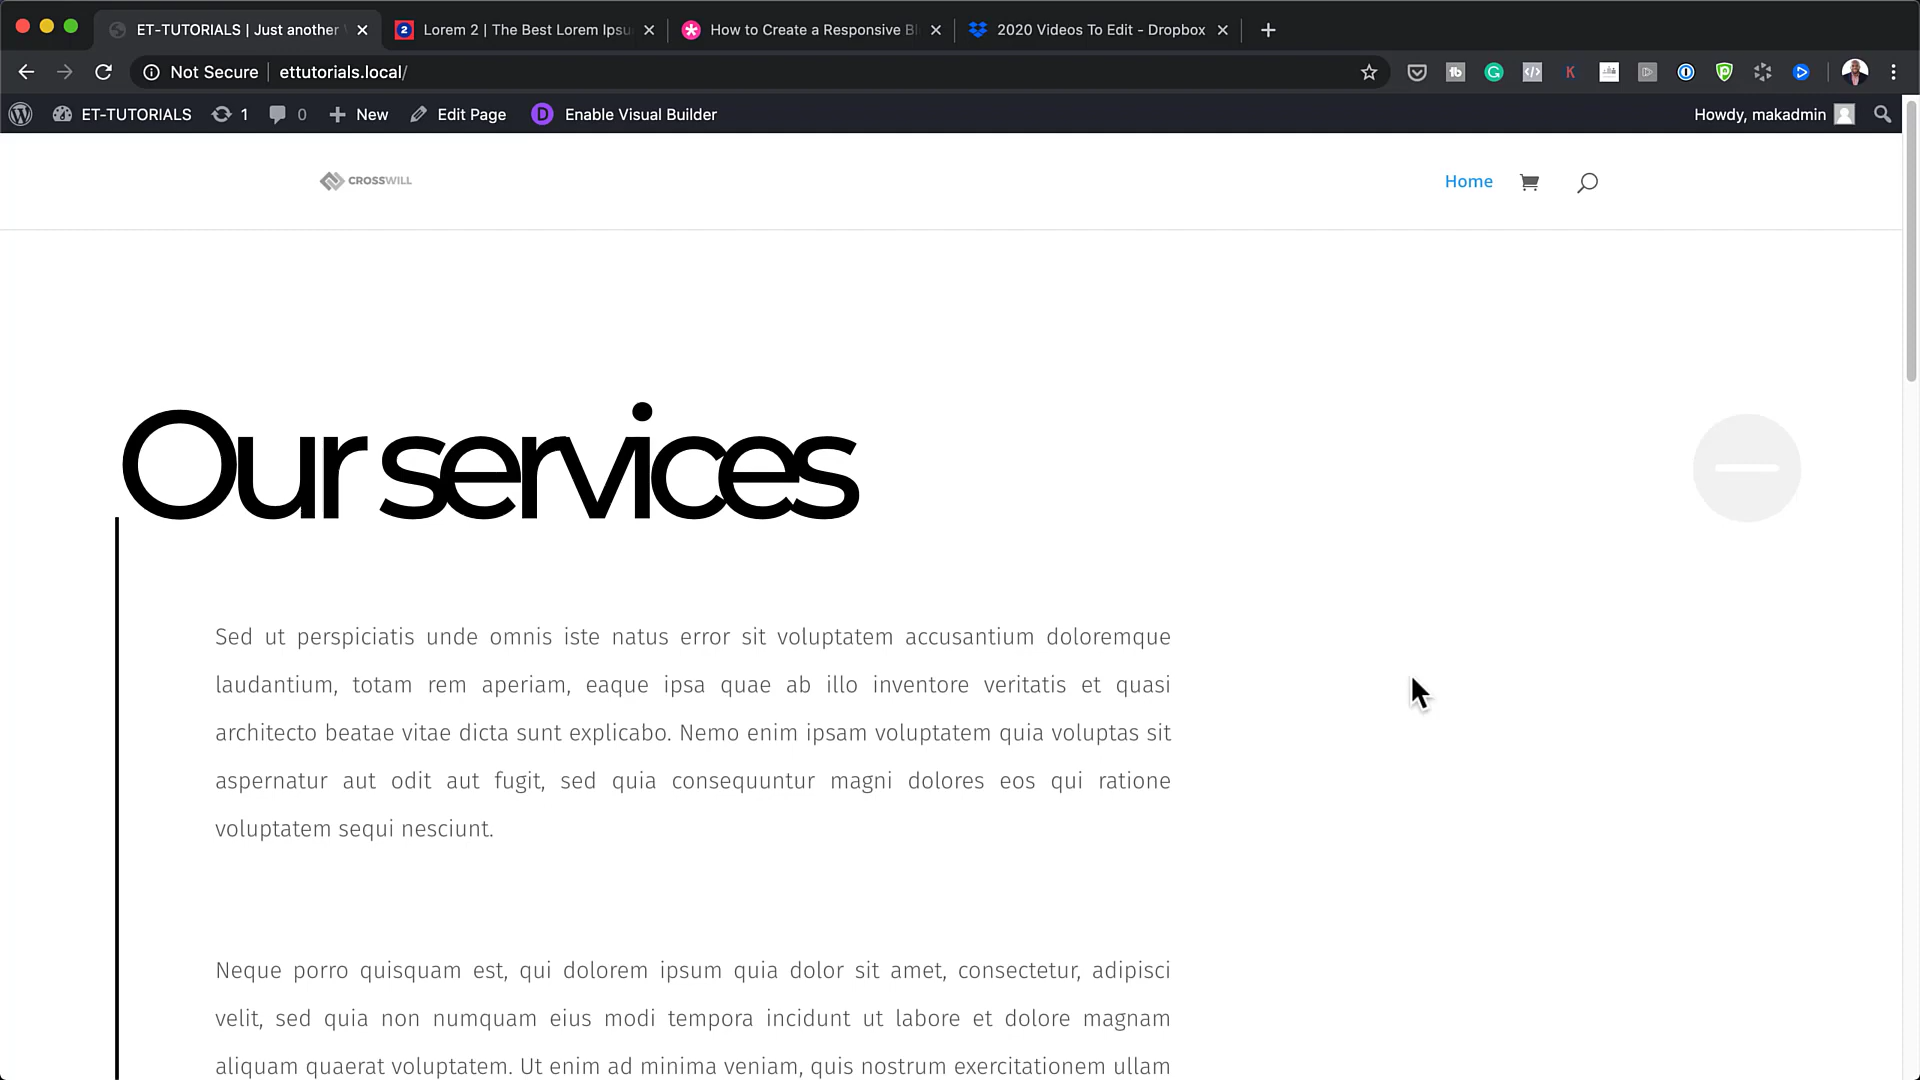 ET-TUTORIALS | Just another
Lorem 2 | The Best Lorem Ipsu
How to Create a Responsive Bl
2020 Videos To Edit - Dropbox
Not Secure
ettutorials.local/
ET-TUTORIALS
1
0
New
Edit Page
D
Enable Visual Builder
Howdy, makadmin
CROSSWILL
Home
Our services
Sed ut perspiciatis unde omnis iste natus error sit voluptatem accusantium doloremque
laudantium, totam rem aperiam, eaque ipsa quae ab illo inventore veritatis et quasi
architecto beatae vitae dicta sunt explicabo. Nemo enim ipsam voluptatem quia voluptas sit
aspernatur aut odit aut fugit, sed quia consequuntur magni dolores eos qui ratione
voluptatem sequi nesciunt.
Neque porro quisquam est, qui dolorem ipsum quia dolor sit amet, consectetur, adipisci
velit, sed quia non numquam eius modi tempora incidunt ut labore et dolore magnam
aliquam quaerat voluptatem. Ut enim ad minima veniam, quis nostrum exercitationem ullam